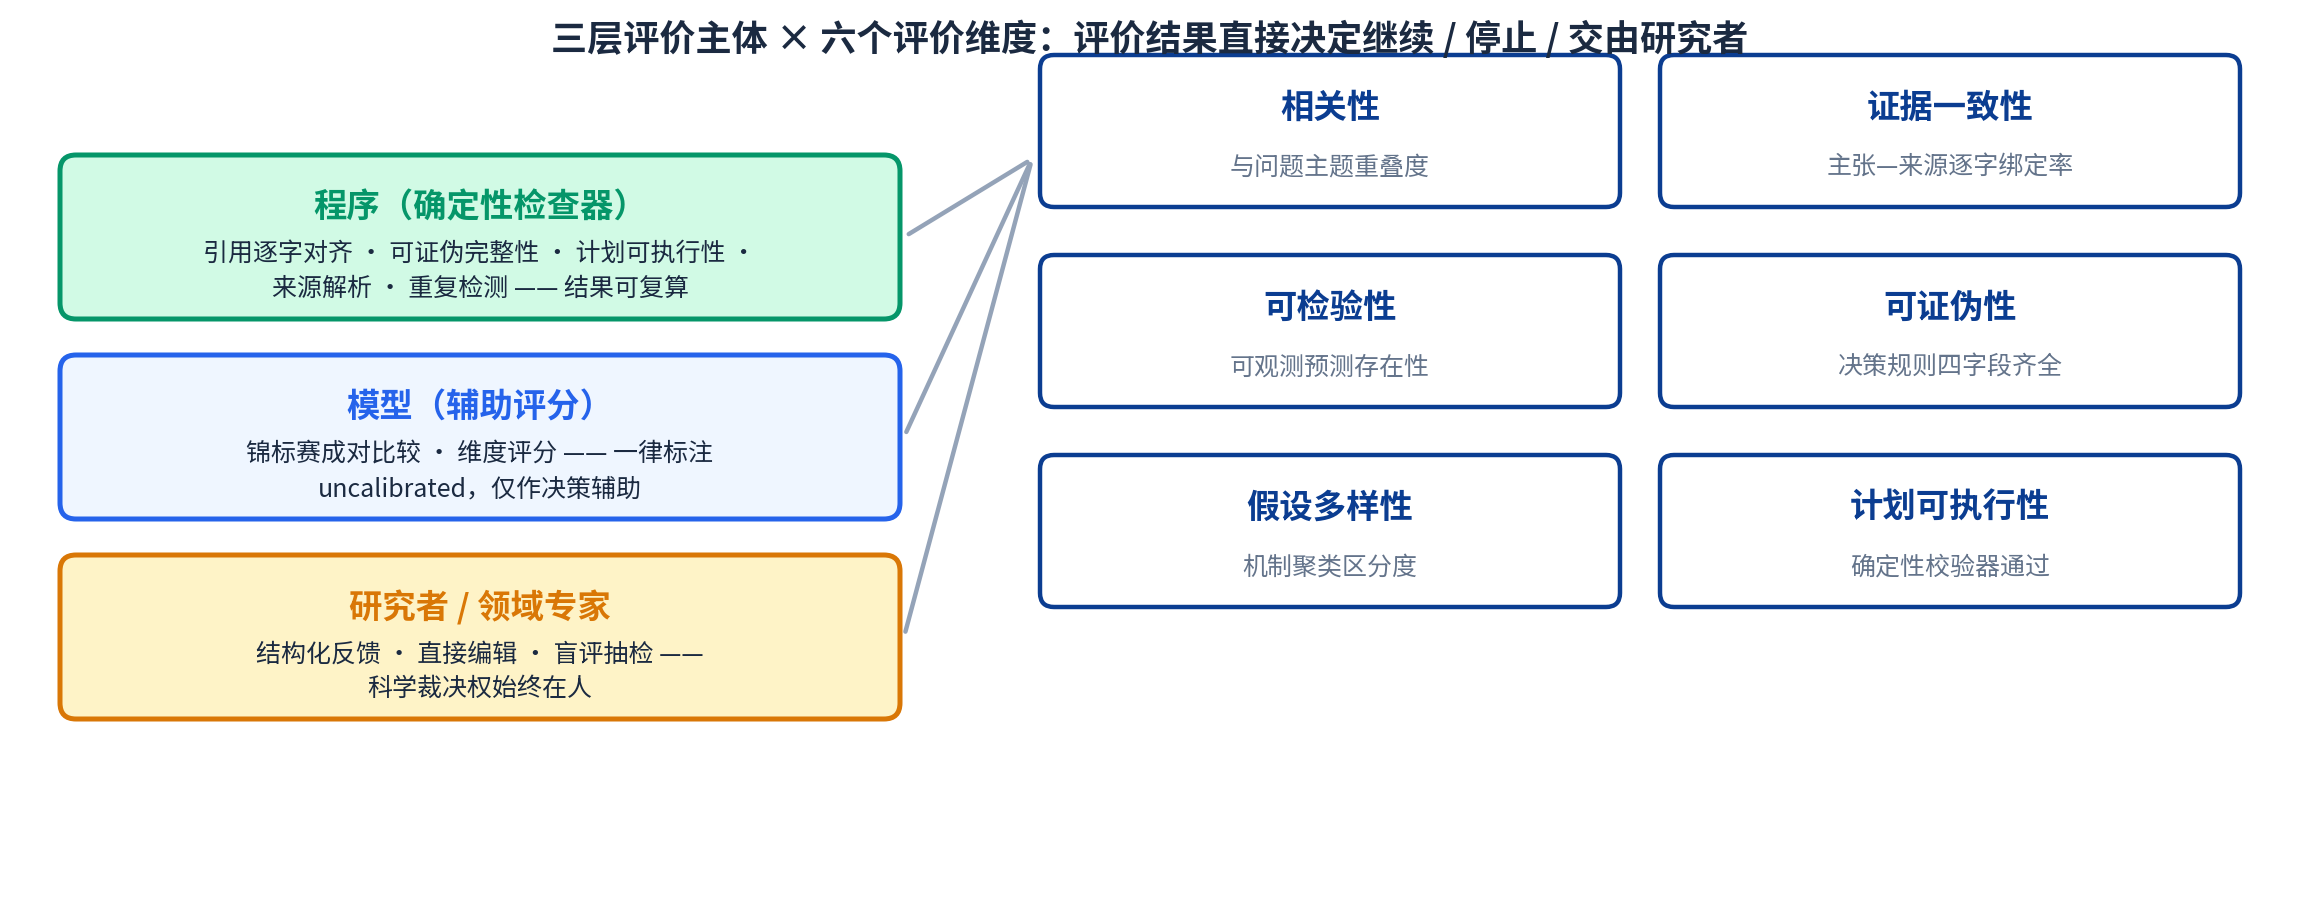 三层评价主体 × 六个评价维度：评价结果直接决定继续 / 停止 / 交由研究者
程序（确定性检查器）
引用逐字对齐 · 可证伪完整性 · 计划可执行性 ·
来源解析 · 重复检测 —— 结果可复算
模型（辅助评分）
锦标赛成对比较 · 维度评分 —— 一律标注
uncalibrated，仅作决策辅助
研究者 / 领域专家
结构化反馈 · 直接编辑 · 盲评抽检 ——
科学裁决权始终在人
相关性
与问题主题重叠度
证据一致性
主张—来源逐字绑定率
可检验性
可观测预测存在性
可证伪性
决策规则四字段齐全
假设多样性
机制聚类区分度
计划可执行性
确定性校验器通过